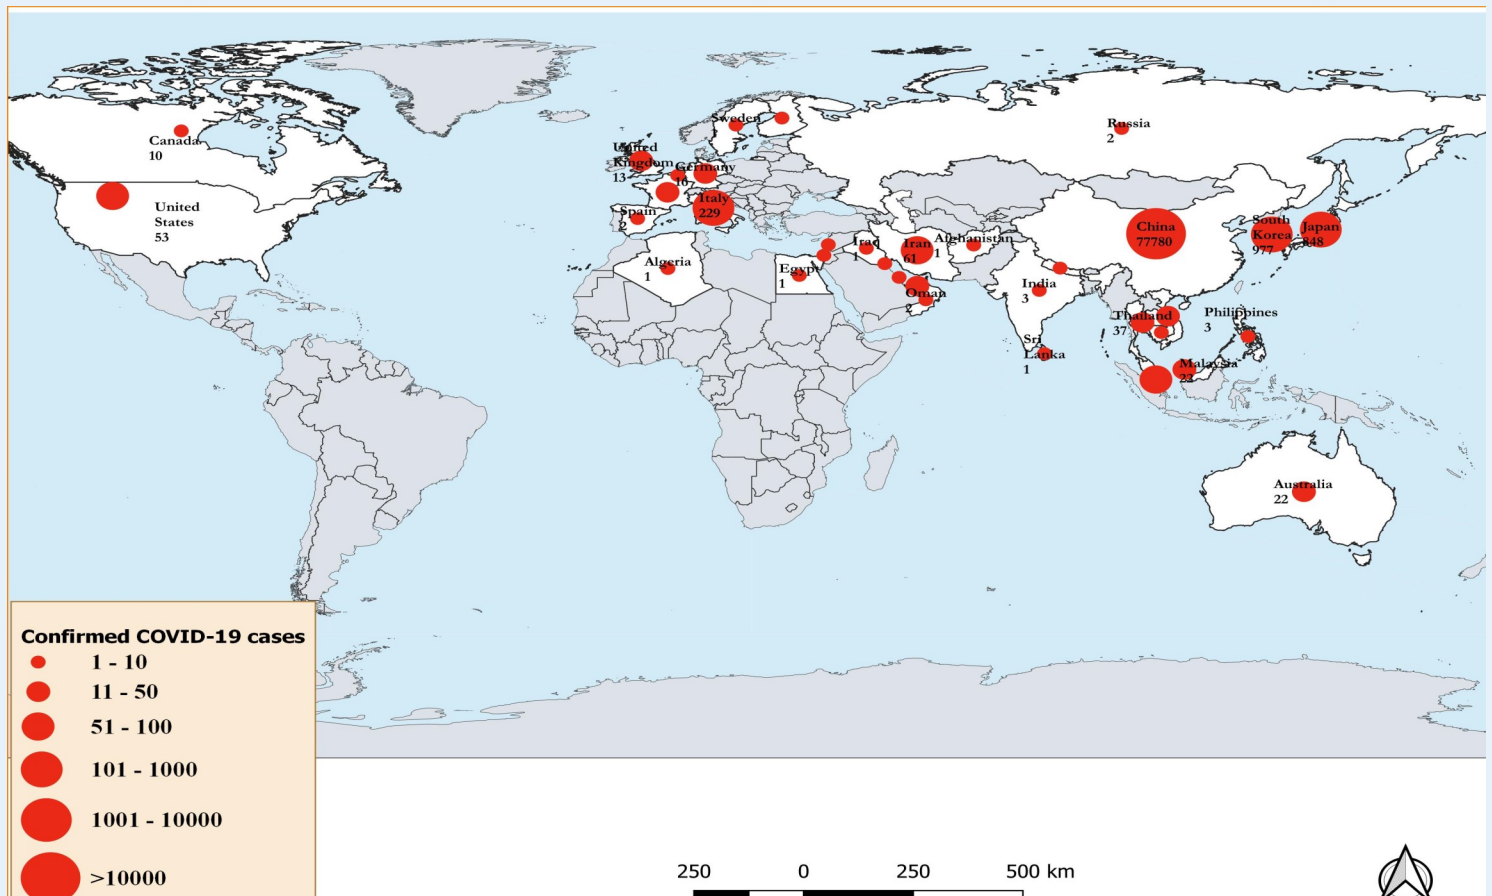 Canada
10
United
States
53
Sweden
1
Russia
2
United
Kingdom
13
Germany
16
Italy
229
Spain
2
Algeria
1
Egypt
1
Iraq
1
Iran
61
Afghanistan
1
Oman
2
China
77780
South
Korea
977
Japan
848
India
3
Thailand
37
Philippines
3
Sri
Lanka
1
Malaysia
22
Australia
22
Confirmed COVID-19 cases
1 - 10
11 - 50
51 - 100
101 - 1000
1001 - 10000
>10000
250 0 250 500 km